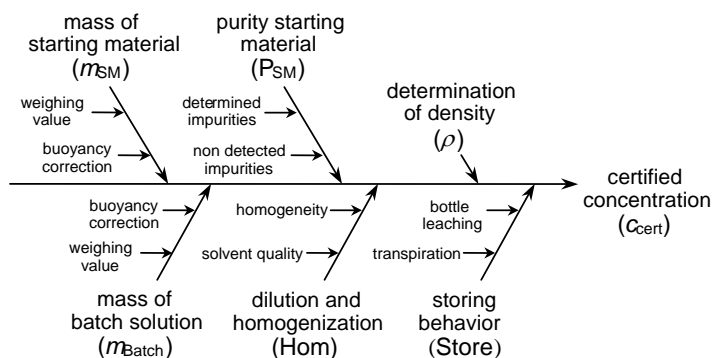 mass of
starting material
(mSM)
purity starting
material
(PSM)
determination
of density
(ρ)
weighing
value
buoyancy
correction
determined
impurities
non detected
impurities
certified
concentration
(ccert)
buoyancy
correction
weighing
value
homogeneity
solvent quality
bottle
leaching
transpiration
mass of
batch solution
(mBatch)
dilution and
homogenization
(Hom)
storing
behavior
(Store)